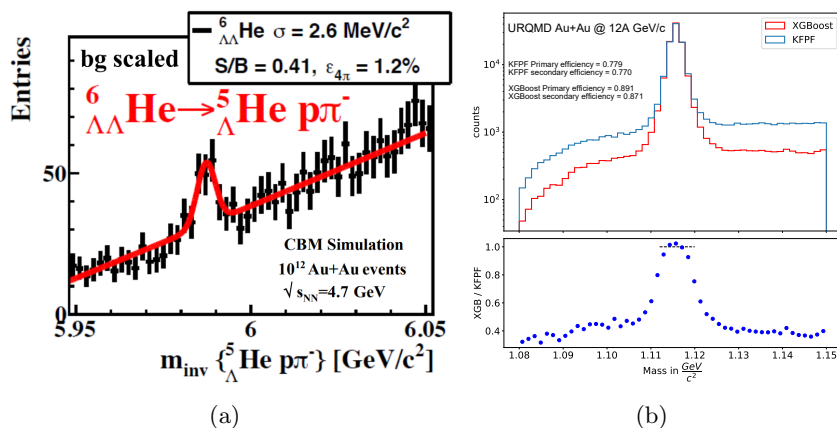 bg scaled
⁶ΛΛHe σ = 2.6 MeV/c²
S/B = 0.41, ε4π = 1.2%
⁶ΛΛHe→⁵ΛHe pπ⁻
Entries
50
0
CBM Simulation
10¹² Au+Au events
√sNN=4.7 GeV
5.95 6 6.05
minv {⁵ΛHe pπ⁻} [GeV/c²]
(a)
URQMD Au+Au @ 12A GeV/c
XGBoost
KFPF
KFPF Primary efficiency = 0.779
KFPF secondary efficiency = 0.770
XGBoost Primary efficiency = 0.891
XGBoost secondary efficiency = 0.871
counts
10⁴
10³
10²
XGB / KFPF
1.0
0.8
0.6
0.4
1.08 1.09 1.10 1.11 1.12 1.13 1.14 1.15
Mass in GeV/c²
(b)